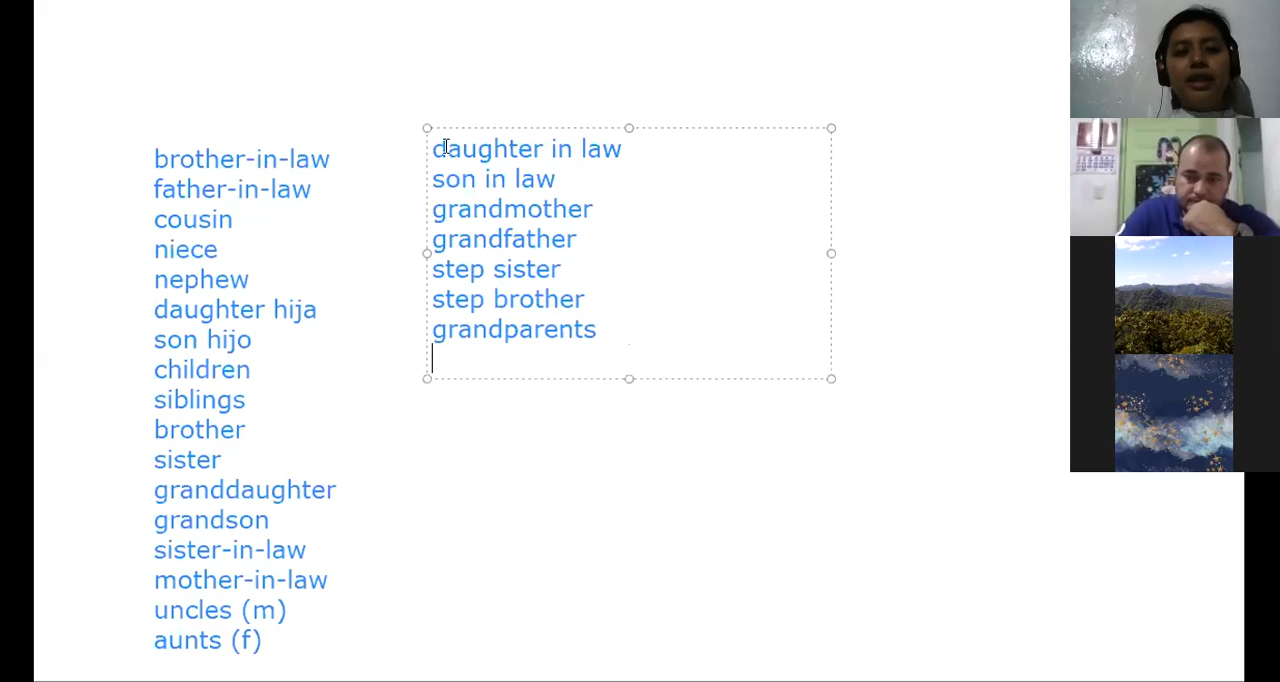 brother-in-law
father-in-law
cousin
niece
nephew
daughter hija
son hijo
children
siblings
brother
sister
granddaughter
grandson
sister-in-law
mother-in-law
uncles (m)
aunts (f)
daughter in law
son in law
grandmother
grandfather
step sister
step brother
grandparents